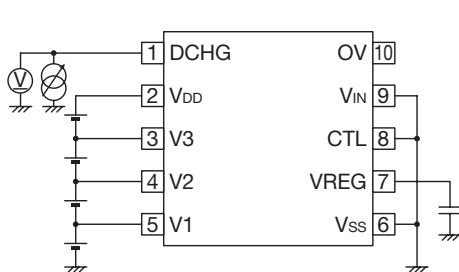 1 DCHG OV 10
V 2 VDD VIN 9
3 V3 CTL 8
4 V2 VREG 7
5 V1 VSS 6